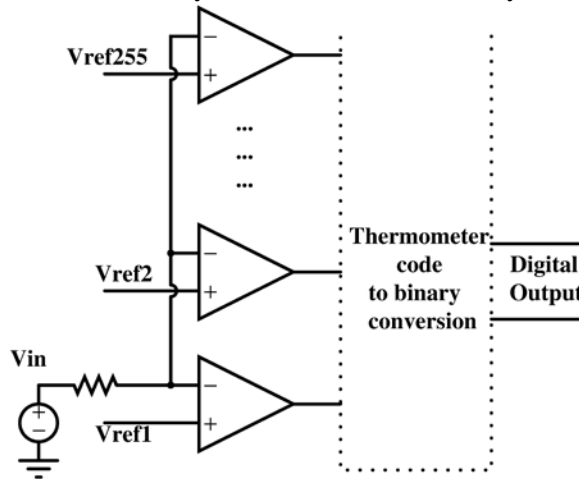 Vref255
−
+
...
...
...
Vref2
−
+
Thermometer
code
to binary
conversion
Digital
Output
Vin
+
−
−
+
Vref1